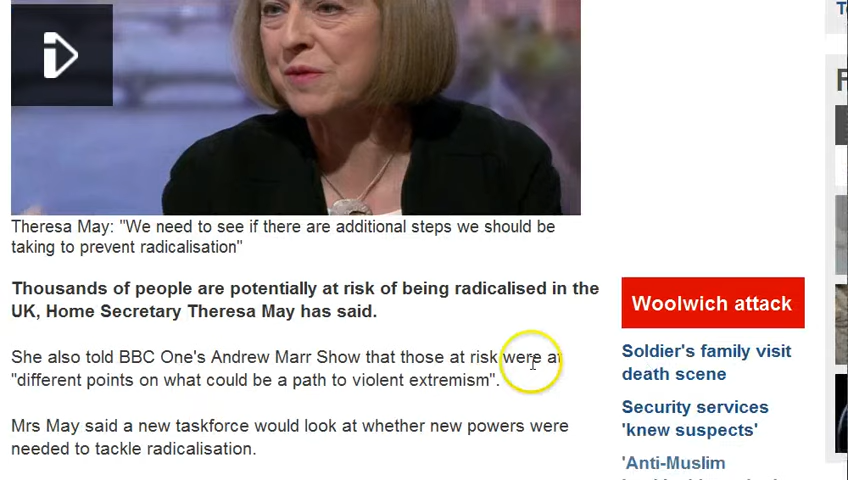 Theresa May: "We need to see if there are additional steps we should be
taking to prevent radicalisation"
Thousands of people are potentially at risk of being radicalised in the
UK, Home Secretary Theresa May has said.
She also told BBC One's Andrew Marr Show that those at risk were at
"different points on what could be a path to violent extremism".
Mrs May said a new taskforce would look at whether new powers were
needed to tackle radicalisation.
Woolwich attack
Soldier's family visit
death scene
Security services
'knew suspects'
'Anti-Muslim